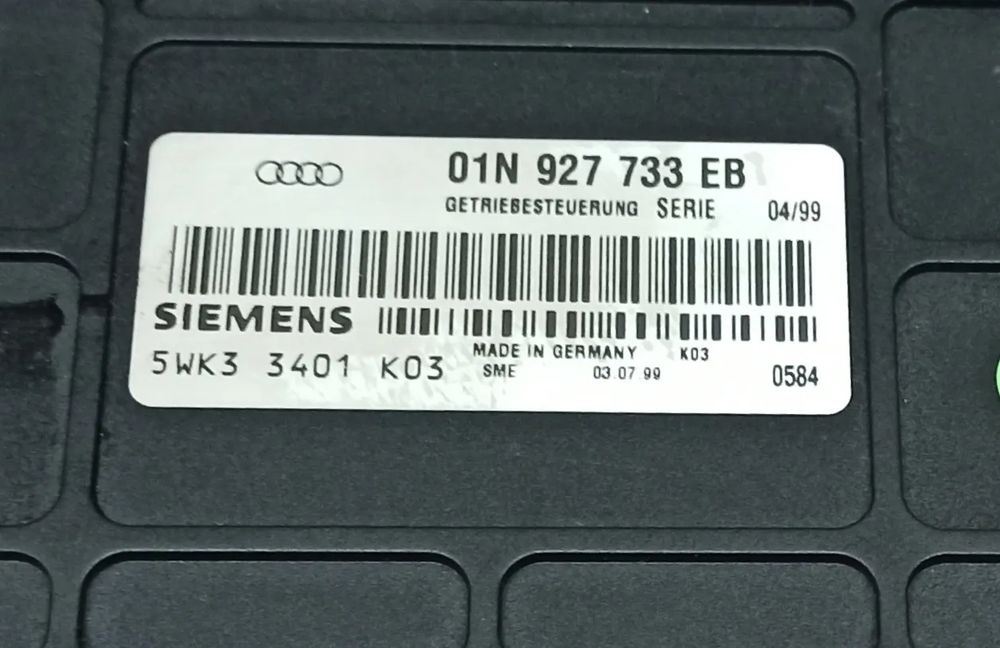 01N 927 733 EB
GETRIEBESTEUERUNG SERIE 04/99
SIEMENS
MADE IN GERMANY K03
5WK3 3401 K03 SME 03.07.99 0584